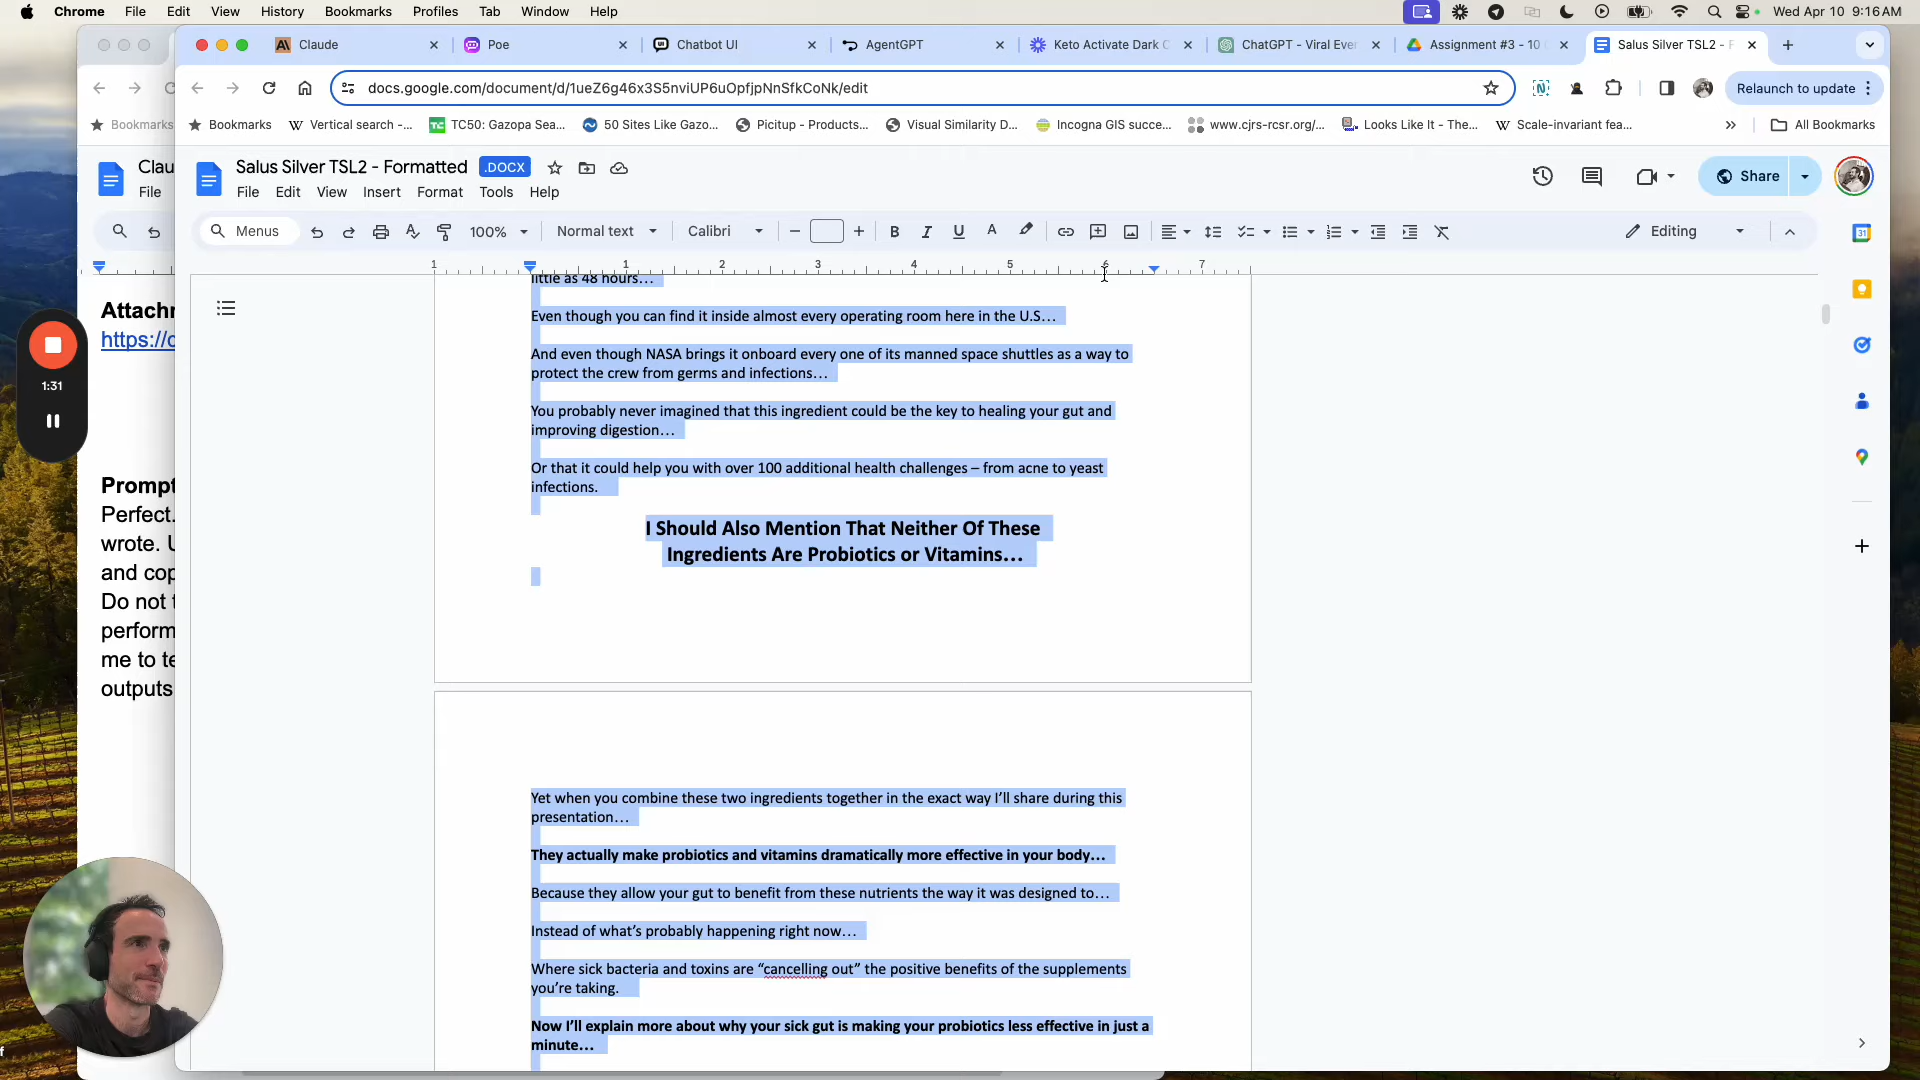 Chrome File Edit View History Bookmarks Profiles Tab Window Help Wed Apr 10 9:16 AM
Claude Poe Chatbot UI AgentGPT Keto Activate Dark C ChatGPT - Viral Eve Assignment #3 - 10 Salus Silver TSL2 - F
docs.google.com/document/d/1ueZ6g46x3S5nviUP6uOpfjpNnSfkCoNk/edit Relaunch to update
Bookmarks Bookmarks Vertical search -... TC50: Gazopa Sea... 50 Sites Like Gazo... Picitup - Products... Visual Similarity D... Incogna GIS succe... www.cjrs-rcsr.org/... Looks Like It - The... Scale-invariant fea... » All Bookmarks
Clau Salus Silver TSL2 - Formatted .DOCX
File File Edit View Insert Format Tools Help Share
Menus 100% Normal text Calibri Editing
1 1 2 3 4 5 6 7
little as 48 hours…
Attachm
https://d
1:31
Even though you can find it inside almost every operating room here in the U.S…
And even though NASA brings it onboard every one of its manned space shuttles as a way to
protect the crew from germs and infections…
You probably never imagined that this ingredient could be the key to healing your gut and
improving digestion…
Or that it could help you with over 100 additional health challenges – from acne to yeast
infections.
I Should Also Mention That Neither Of These
Ingredients Are Probiotics or Vitamins…
Prompt
Perfect.
wrote. U
and cop
Do not t
perform
me to te
outputs
Yet when you combine these two ingredients together in the exact way I’ll share during this
presentation…
They actually make probiotics and vitamins dramatically more effective in your body…
Because they allow your gut to benefit from these nutrients the way it was designed to…
Instead of what’s probably happening right now…
Where sick bacteria and toxins are “cancelling out” the positive benefits of the supplements
you’re taking.
Now I’ll explain more about why your sick gut is making your probiotics less effective in just a
minute…